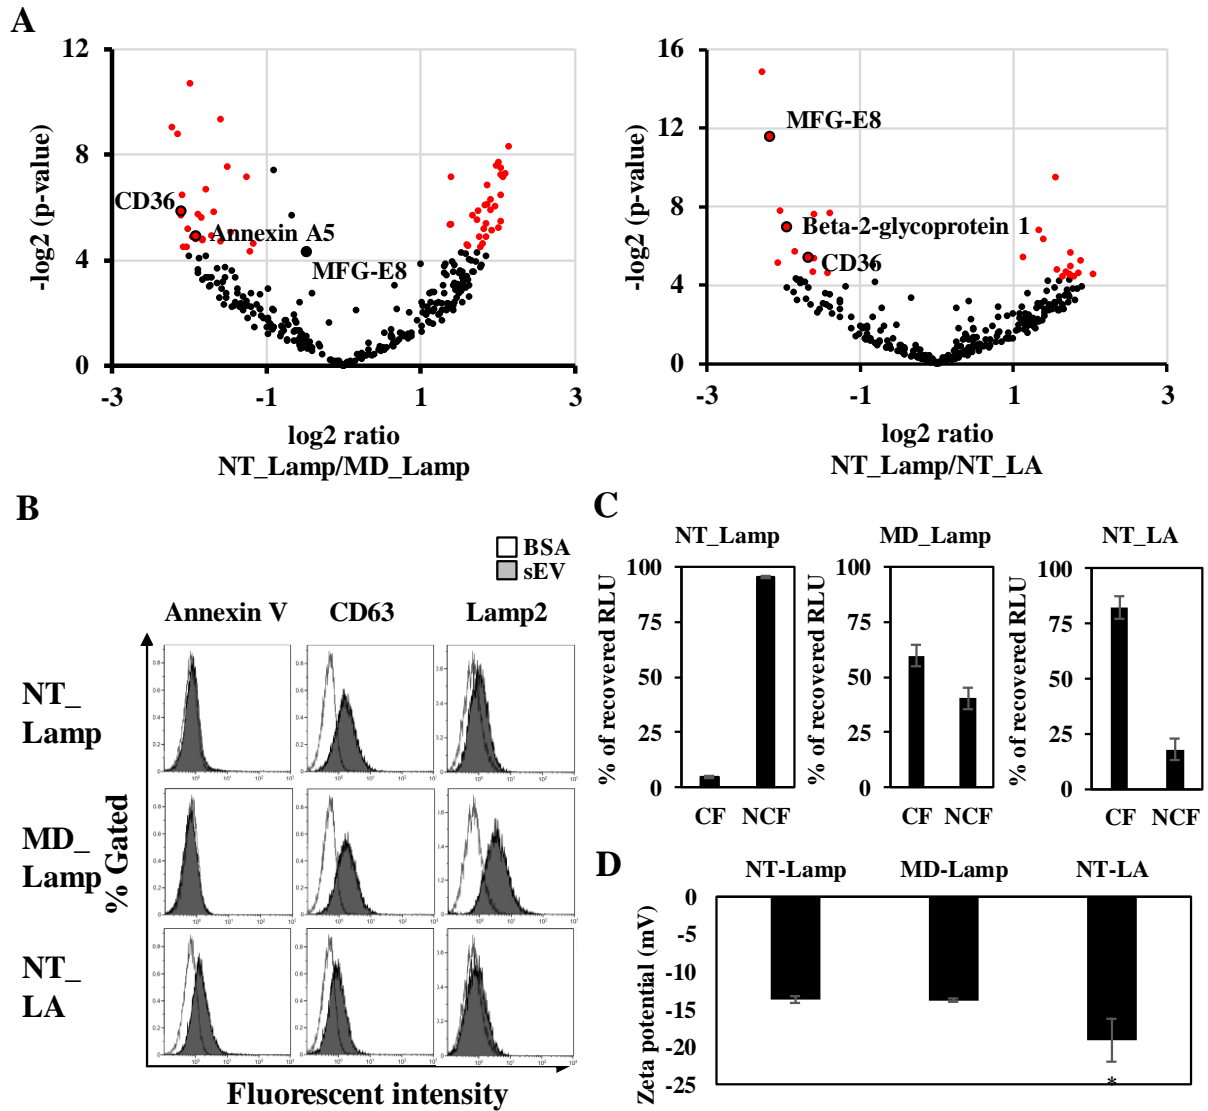 A
12
8
4
0
-log2 (p-value)
CD36
Annexin A5
MFG-E8
-3
-1
1
3
log2 ratio
NT_Lamp/MD_Lamp
16
12
8
4
0
-log2 (p-value)
MFG-E8
Beta-2-glycoprotein 1
CD36
-3
-1
1
3
log2 ratio
NT_Lamp/NT_LA
B
BSA
sEV
Annexin V
CD63
Lamp2
NT_
Lamp
MD_
Lamp
NT_
LA
% Gated
Fluorescent intensity
C
NT_Lamp
100
75
50
25
0
% of recovered RLU
CF NCF
MD_Lamp
100
75
50
25
0
% of recovered RLU
CF NCF
NT_LA
100
75
50
25
0
% of recovered RLU
CF NCF
D
NT-Lamp
MD-Lamp
NT-LA
0
-5
-10
-15
-20
-25
Zeta potential (mV)
*